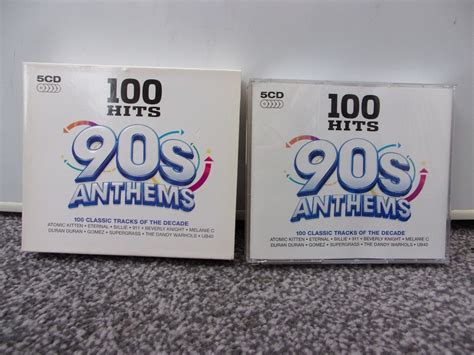 5CD
100
HITS
90s
ANTHEMS
100 CLASSIC TRACKS OF THE DECADE
ATOMIC KITTEN • ETERNAL • BILLIE • 911 • BEVERLEY KNIGHT • MELANIE C
DURAN DURAN • GOMEZ • SUPERGRASS • THE DANDY WARHOLS • UB40
5CD
100
HITS
90s
ANTHEMS
100 CLASSIC TRACKS OF THE DECADE
ATOMIC KITTEN • ETERNAL • BILLIE • 911 • BEVERLEY KNIGHT • MELANIE C
DURAN DURAN • GOMEZ • SUPERGRASS • THE DANDY WARHOLS • UB40